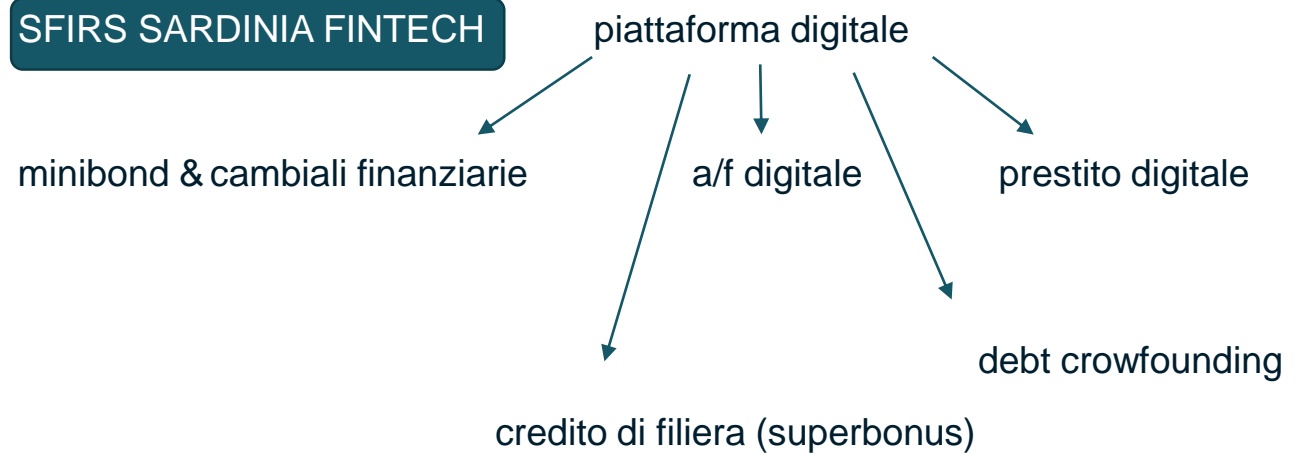 SFIRS SARDINIA FINTECH
piattaforma digitale
minibond & cambiali finanziarie
a/f digitale
prestito digitale
debt crowfounding
credito di filiera (superbonus)